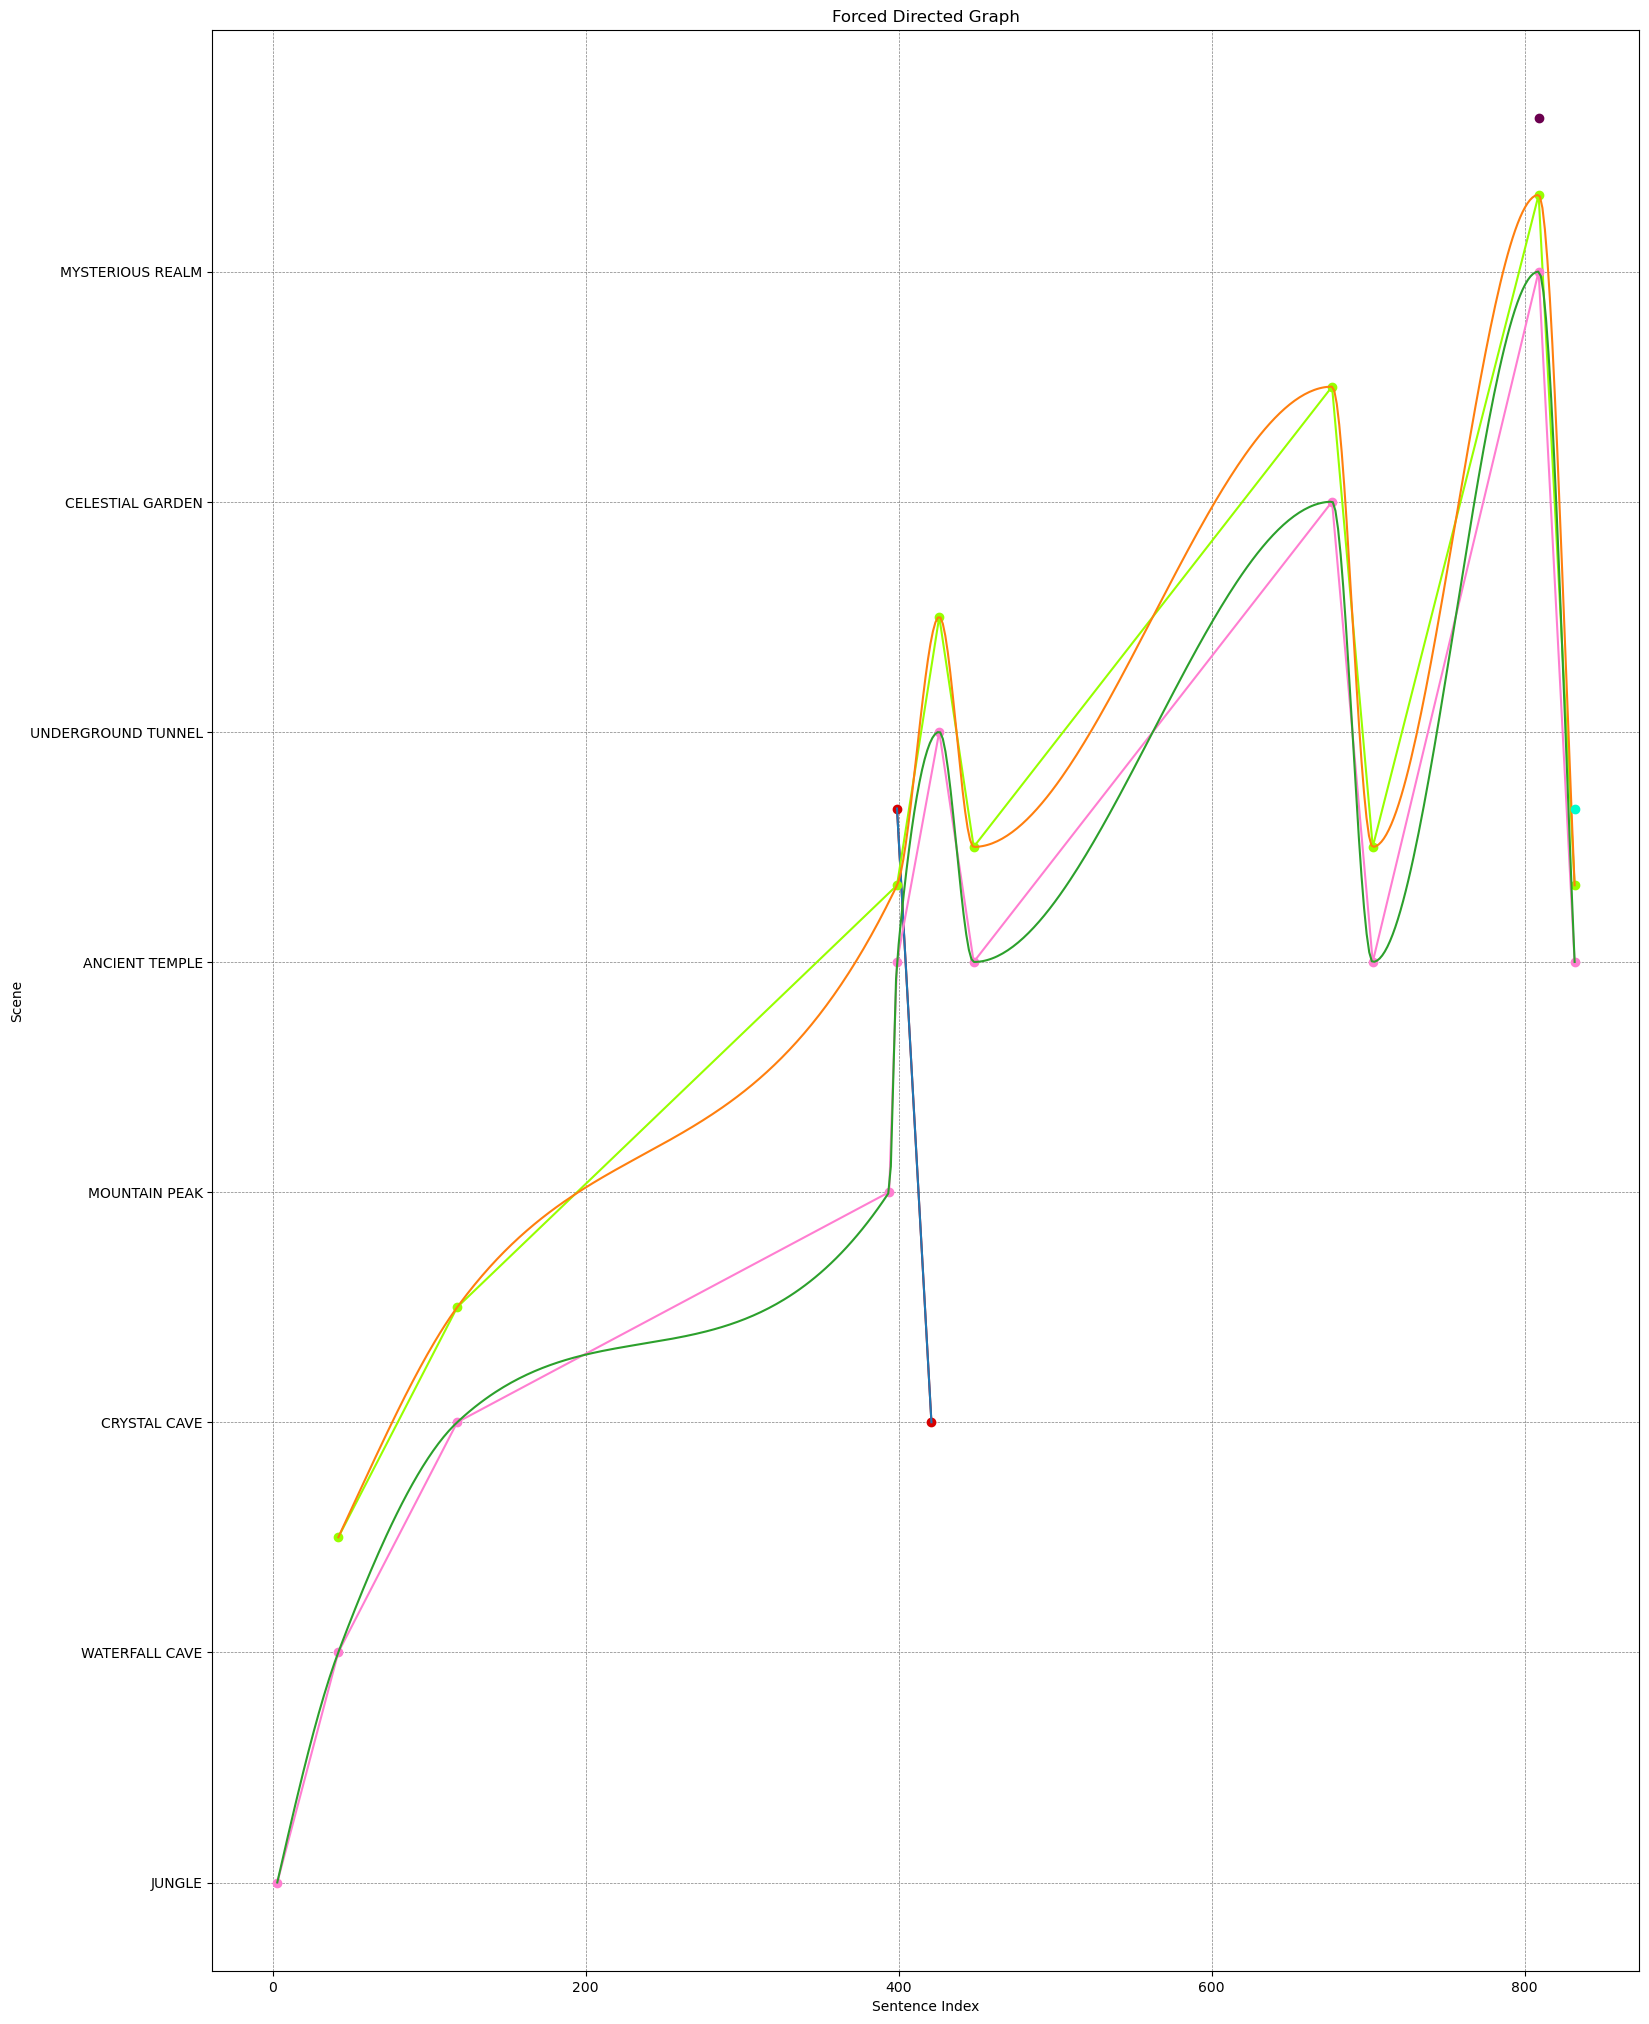 Forced Directed Graph
MYSTERIOUS REALM
CELESTIAL GARDEN
UNDERGROUND TUNNEL
ANCIENT TEMPLE
MOUNTAIN PEAK
CRYSTAL CAVE
WATERFALL CAVE
JUNGLE
Scene
0 200 400 600 800
Sentence Index